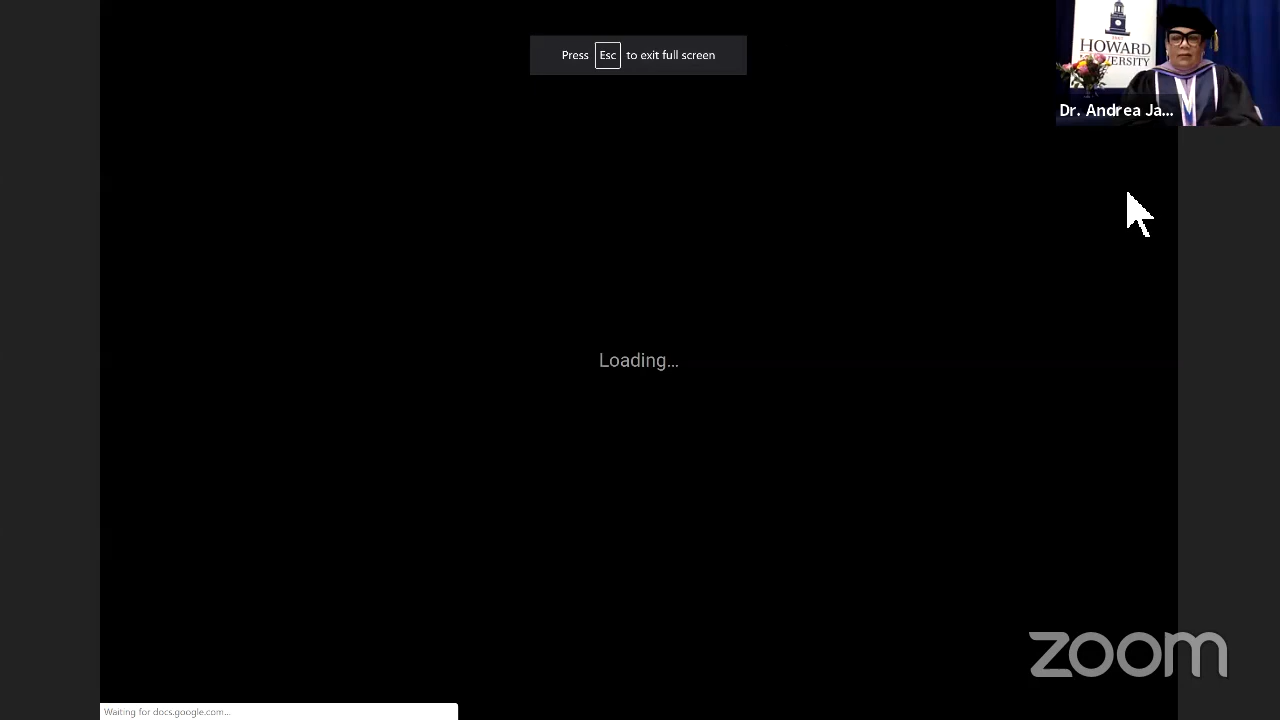 Press Esc to exit full screen
HOWARD
Dr. Andrea Ja...
Loading...
zoom
Waiting for docs.google.com...